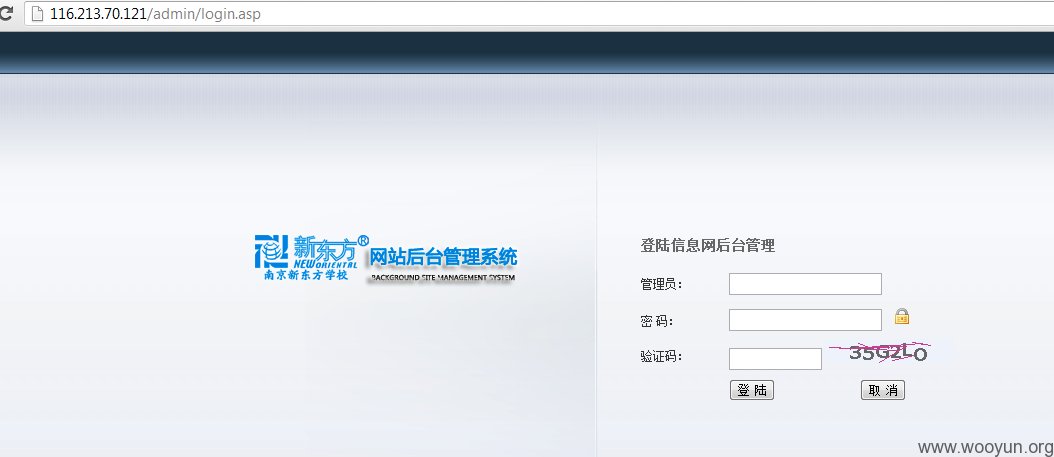 116.213.70.121/admin/login.asp
新东方®
NEW ORIENTAL
南京新东方学校
网站后台管理系统
BACKGROUND SITE MANAGEMENT SYSTEM
登陆信息网后台管理
管理员：
密 码：
验证码：
35G2LO
登 陆
取 消
www.wooyun.org